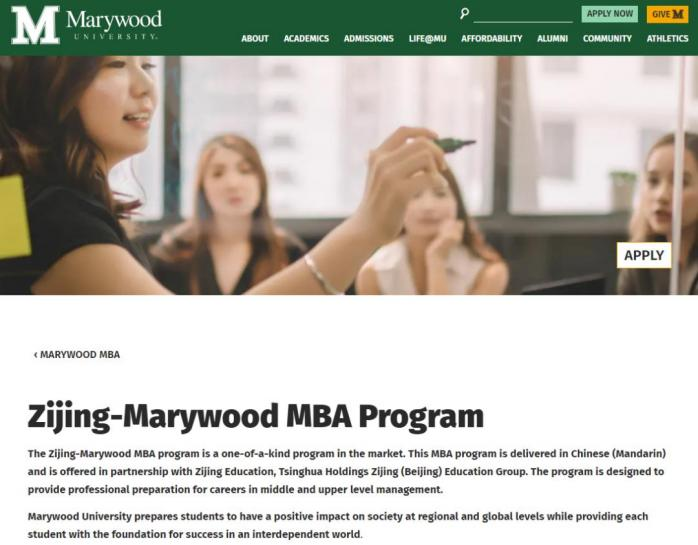 M Marywood
UNIVERSITY.
APPLY NOW
GIVE M
ABOUT ACADEMICS ADMISSIONS LIFE@MU AFFORDABILITY ALUMNI COMMUNITY ATHLETICS
APPLY
‹ MARYWOOD MBA
Zijing-Marywood MBA Program
The Zijing-Marywood MBA program is a one-of-a-kind program in the market. This MBA program is delivered in Chinese (Mandarin)
and is offered in partnership with Zijing Education, Tsinghua Holdings Zijing (Beijing) Education Group. The program is designed to
provide professional preparation for careers in middle and upper level management.
Marywood University prepares students to have a positive impact on society at regional and global levels while providing each
student with the foundation for success in an interdependent world.